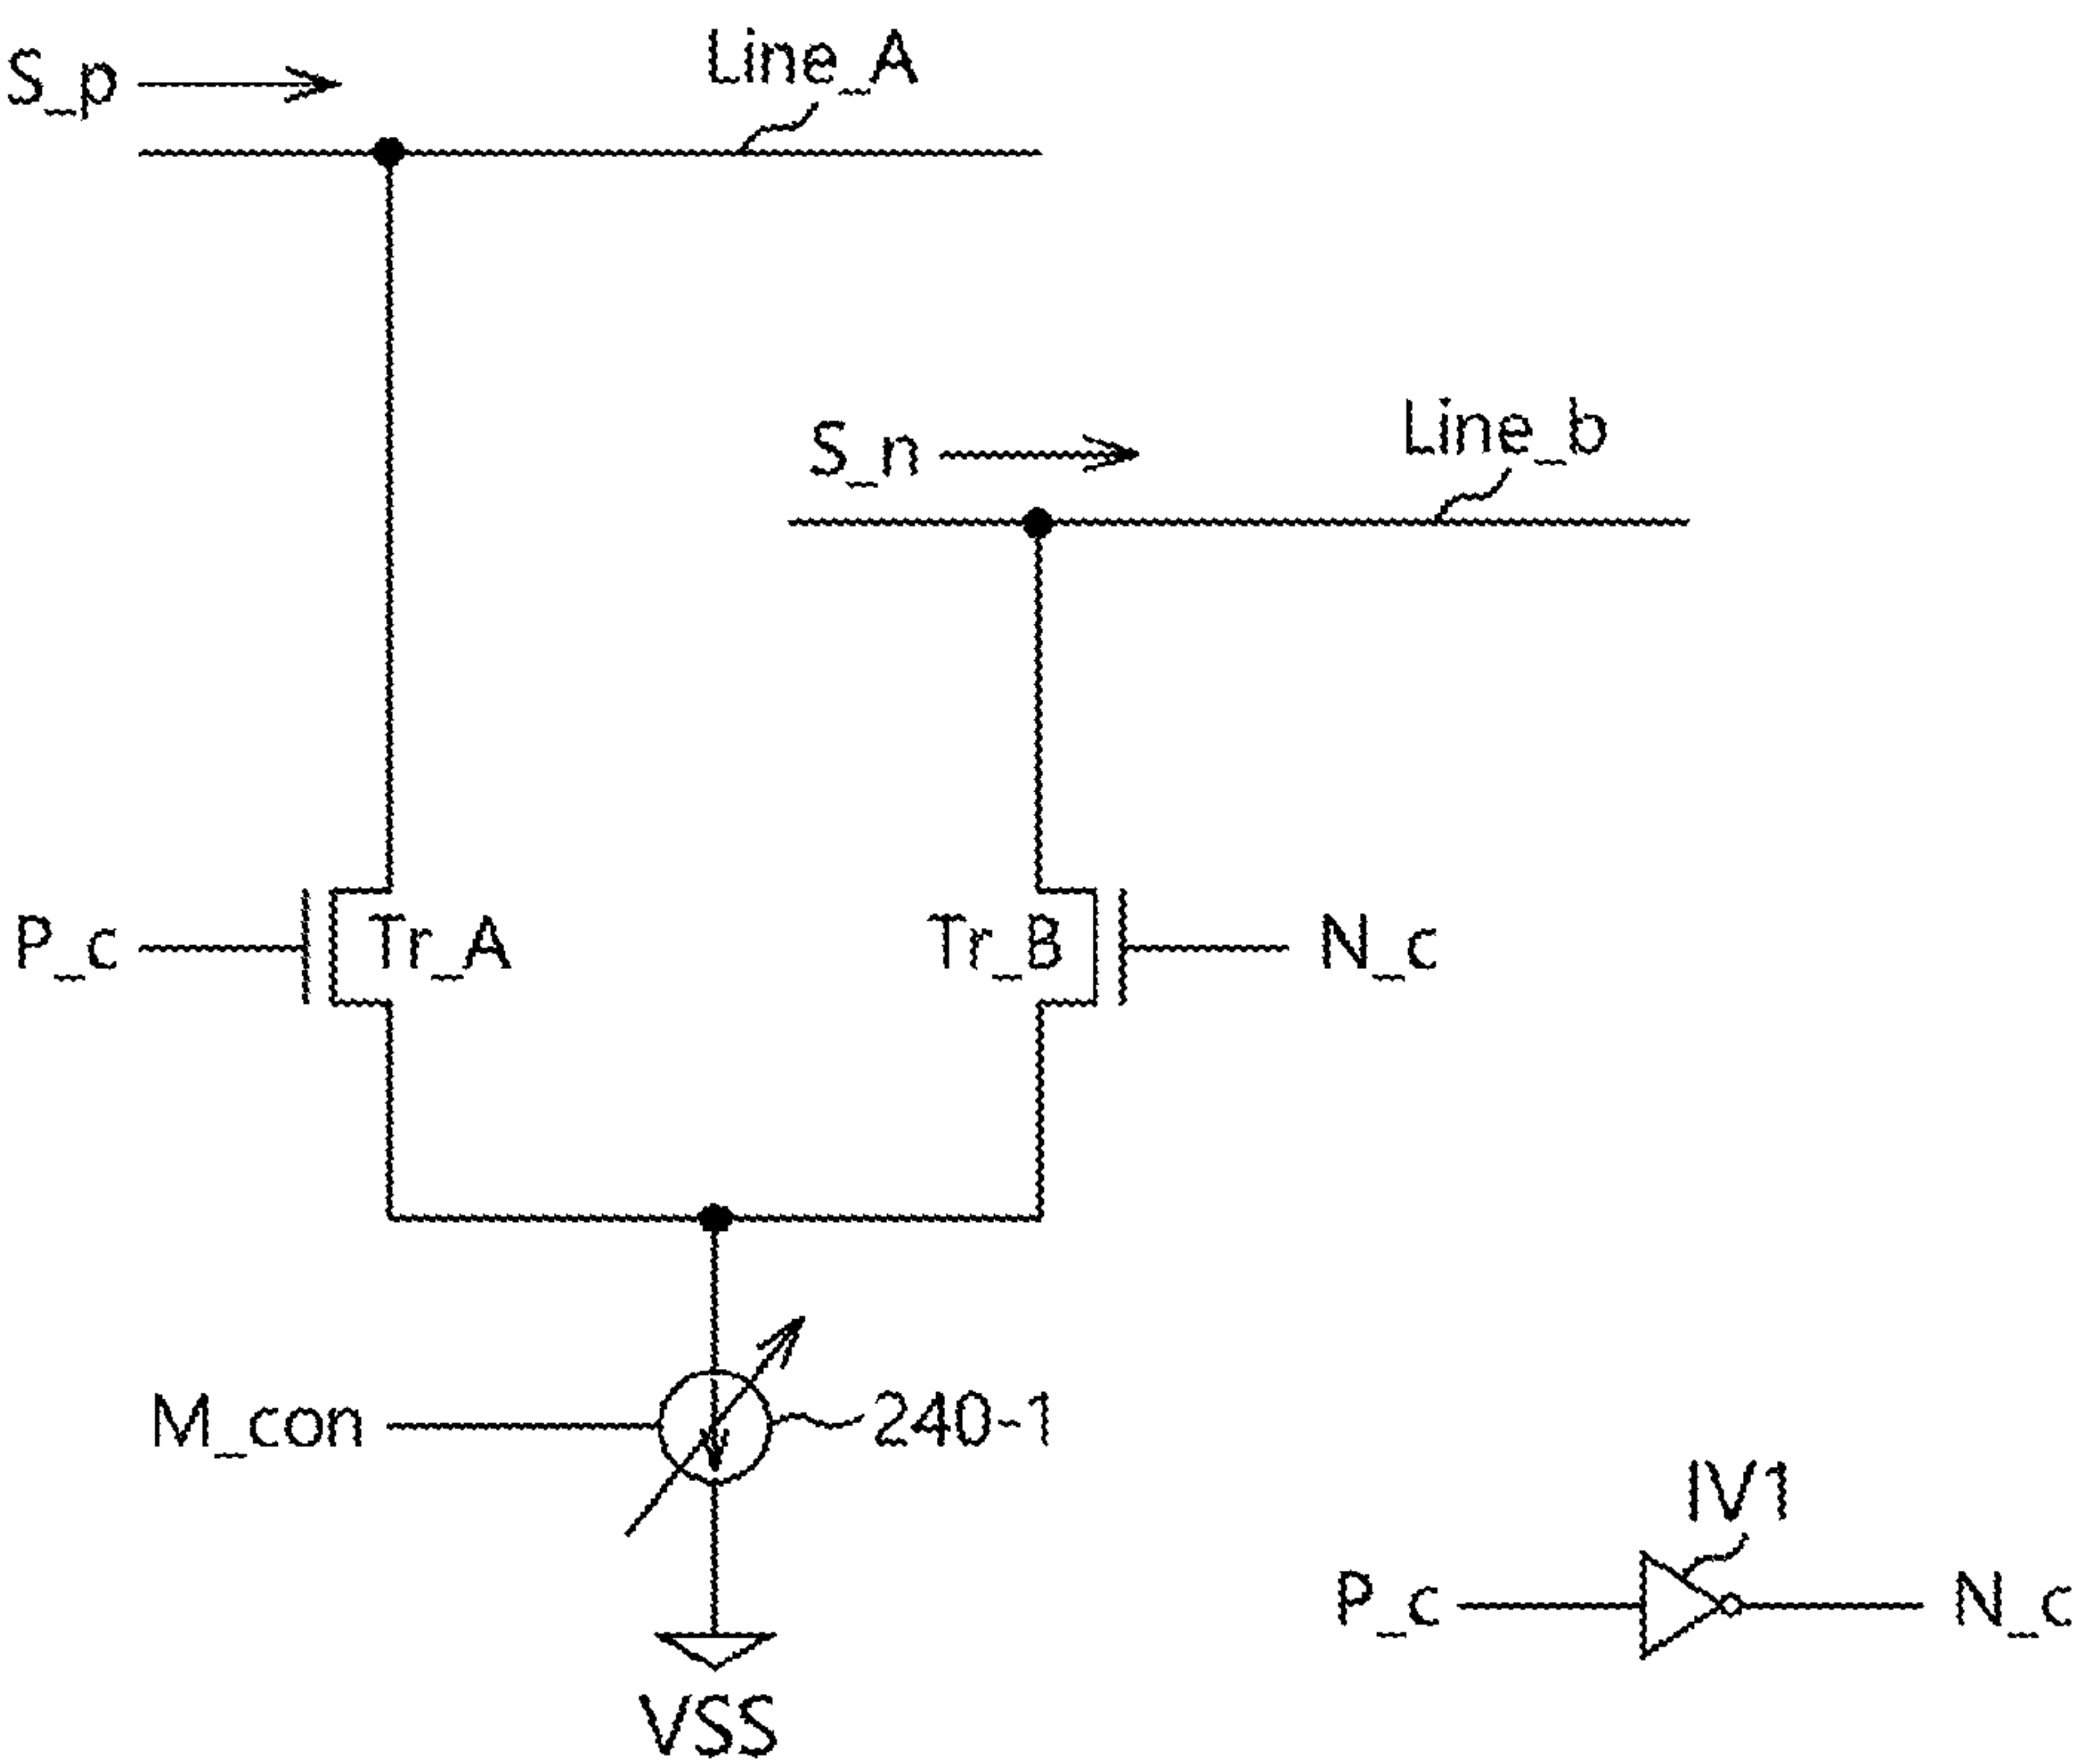 S_p
Line_A
S_n
Line_b
P_c
Tr_A
Tr_B
N_c
M_con
240-1
IV1
P_c
N_c
VSS